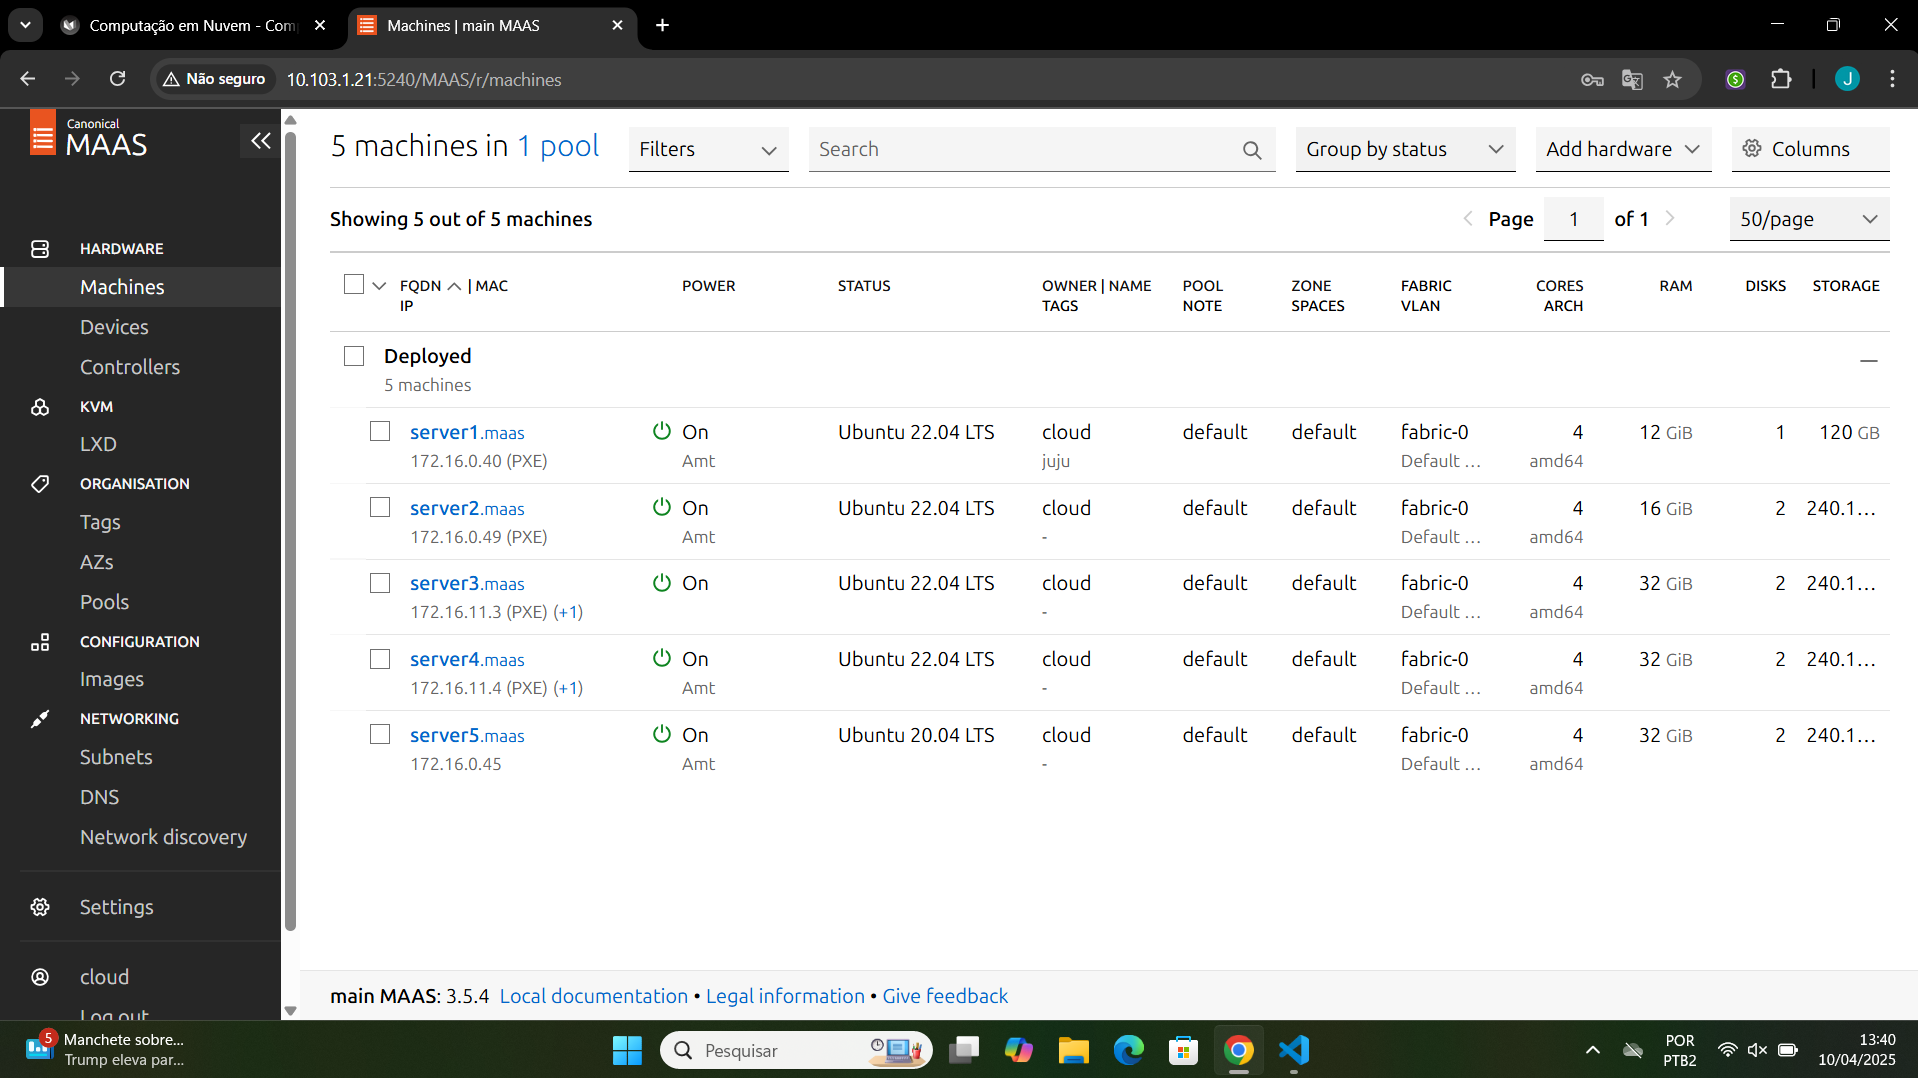 Computação em Nuvem - Com
Machines | main MAAS
Não seguro
10.103.1.21:5240/MAAS/r/machines
J
Canonical
MAAS
HARDWARE
Machines
Devices
Controllers
KVM
LXD
ORGANISATION
Tags
AZs
Pools
CONFIGURATION
Images
NETWORKING
Subnets
DNS
Network discovery
Settings
cloud
Log out
5 machines in 1 pool
Filters
Search
Group by status
Add hardware
Columns
Showing 5 out of 5 machines
Page 1 of 1
50/page
FQDN | MAC POWER STATUS OWNER | NAME POOL ZONE FABRIC CORES RAM DISKS STORAGE
IP TAGS NOTE SPACES VLAN ARCH
Deployed
5 machines
server1.maas On Ubuntu 22.04 LTS cloud default default fabric-0 4 12 GiB 1 120 GB
172.16.0.40 (PXE) Amt juju Default ... amd64
server2.maas On Ubuntu 22.04 LTS cloud default default fabric-0 4 16 GiB 2 240.1...
172.16.0.49 (PXE) Amt - Default ... amd64
server3.maas On Ubuntu 22.04 LTS cloud default default fabric-0 4 32 GiB 2 240.1...
172.16.11.3 (PXE) (+1) - Default ... amd64
server4.maas On Ubuntu 22.04 LTS cloud default default fabric-0 4 32 GiB 2 240.1...
172.16.11.4 (PXE) (+1) Amt - Default ... amd64
server5.maas On Ubuntu 20.04 LTS cloud default default fabric-0 4 32 GiB 2 240.1...
172.16.0.45 Amt - Default ... amd64
main MAAS: 3.5.4 Local documentation • Legal information • Give feedback
5
Manchete sobre...
Trump eleva par...
Pesquisar
POR
PTB2
13:40
10/04/2025